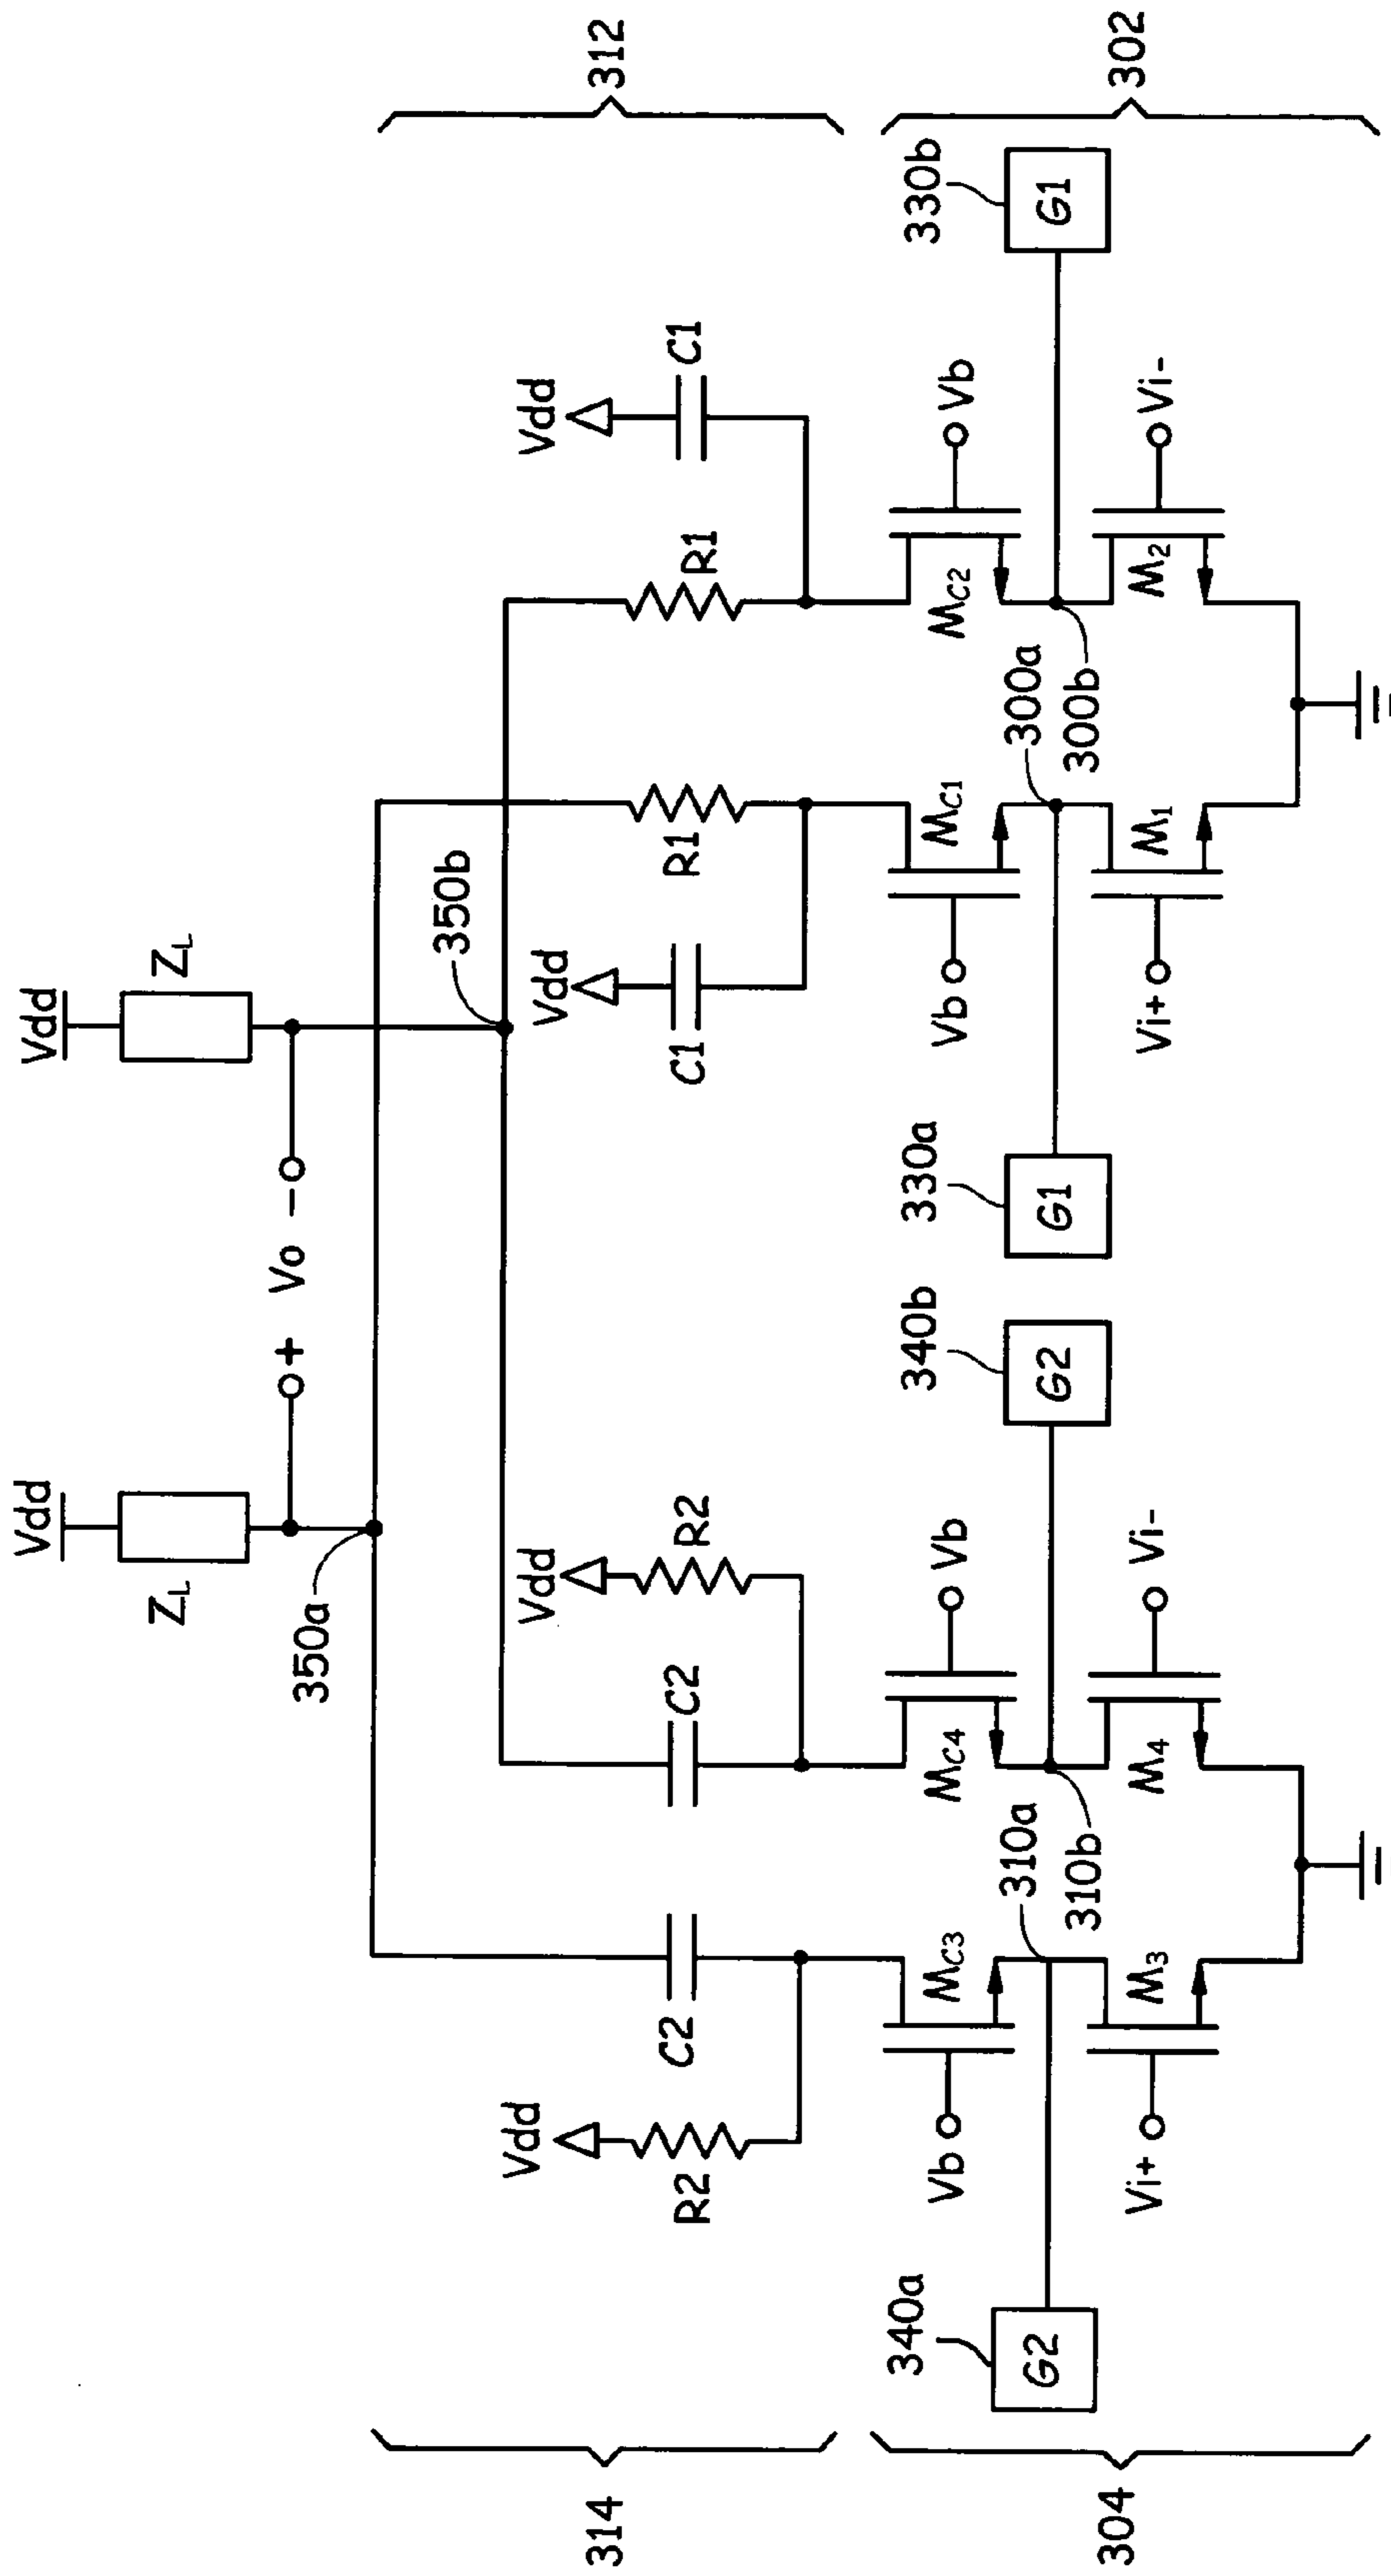 Vdd
Vdd
ZL
ZL
+ Vo -
350a
350b
314
312
Vdd
R2
C2
C2
Vdd
R2
Vdd
C1
R1
R1
Vdd
C1
340a
G2
Vb
MC3
310a
310b
MC4
Vb
340b
G2
330a
G1
Vb
MC1
300a
300b
MC2
Vb
330b
G1
304
302
Vi+
M3
M4
Vi-
Vi+
M1
M2
Vi-